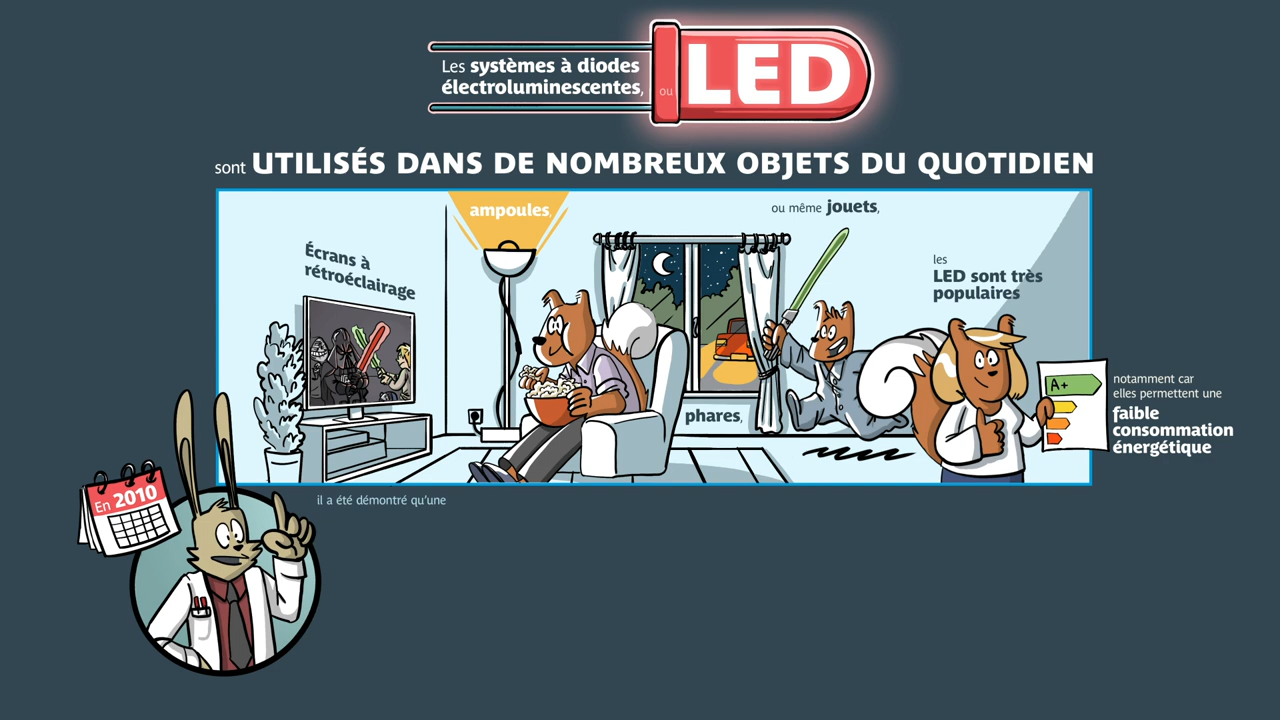 Les systèmes à diodes
électroluminescentes, ou LED
sont UTILISÉS DANS DE NOMBREUX OBJETS DU QUOTIDIEN
ampoules,
ou même jouets,
Écrans à
rétroéclairage
les
LED sont très
populaires
A+
notamment car
elles permettent une
faible
consommation
énergétique
phares,
En 2010
il a été démontré qu'une